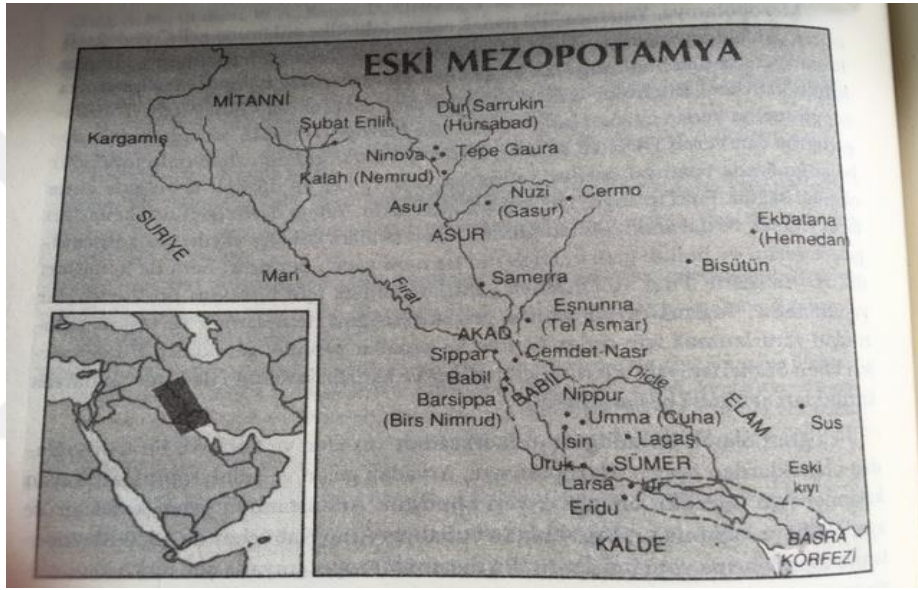 ESKİ MEZOPOTAMYA
MİTANNİ
Dur Sarrukin
(Hursabad)
Şubat Enlil
Kargamış
Ninova
Tepe Gaura
Kalah (Nemrud)
Nuzi
(Gasur)
Cermo
Asur
ASUR
Ekbatana
(Hemedan)
SURİYE
Bisütün
Mari
Fırat
Samerra
Eşnunna
(Tel Asmar)
AKAD
Sippar
Cemdet-Nasr
Babil
BABİL
Dicle
Barsippa
(Birs Nimrud)
Nippur
ELAM
Umma (Cuha)
Sus
İsin
Lagaş
Uruk
SÜMER
Eski
kıyı
Larsa
Ur
Eridu
KALDE
BASRA
KÖRFEZİ